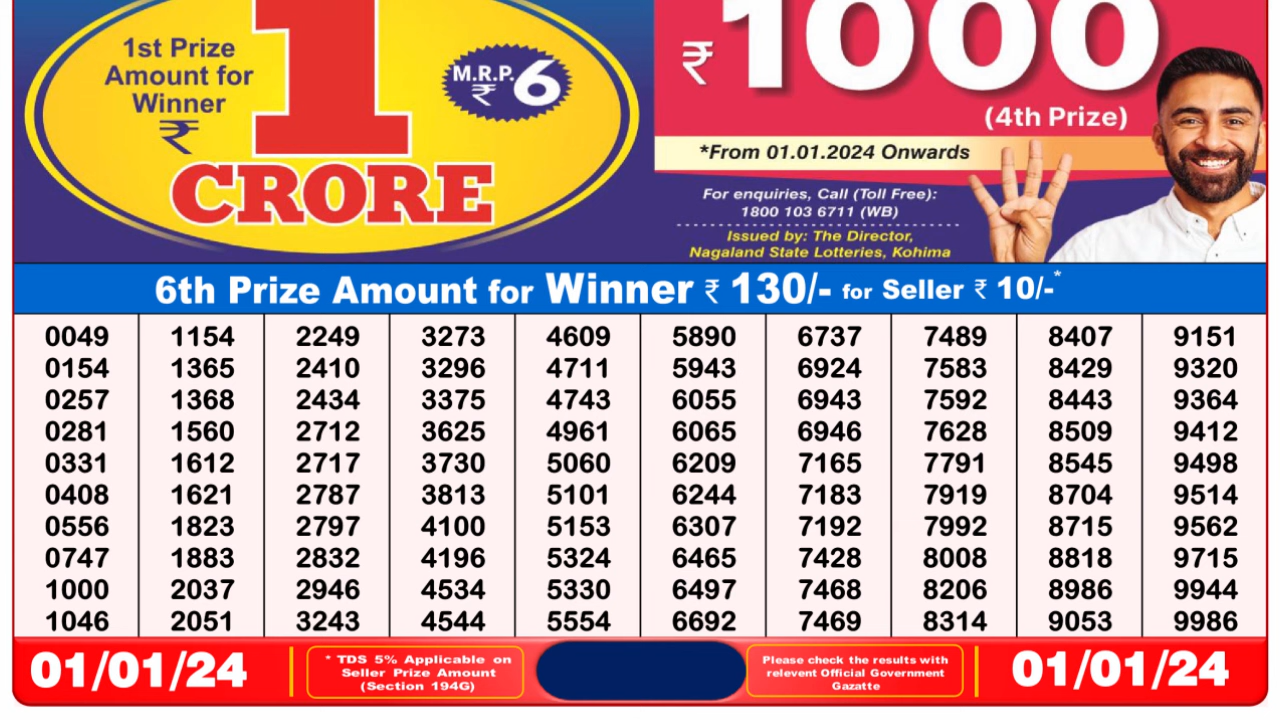 1st Prize
Amount for
Winner
₹
1
CRORE
M.R.P.
₹ 6
₹ 1000
(4th Prize)
*From 01.01.2024 Onwards
For enquiries, Call (Toll Free):
1800 103 6711 (WB)
Issued by: The Director,
Nagaland State Lotteries, Kohima
6th Prize Amount for Winner ₹ 130/- for Seller ₹ 10/-*
0049 1154 2249 3273 4609 5890 6737 7489 8407 9151
0154 1365 2410 3296 4711 5943 6924 7583 8429 9320
0257 1368 2434 3375 4743 6055 6943 7592 8443 9364
0281 1560 2712 3625 4961 6065 6946 7628 8509 9412
0331 1612 2717 3730 5060 6209 7165 7791 8545 9498
0408 1621 2787 3813 5101 6244 7183 7919 8704 9514
0556 1823 2797 4100 5153 6307 7192 7992 8715 9562
0747 1883 2832 4196 5324 6465 7428 8008 8818 9715
1000 2037 2946 4534 5330 6497 7468 8206 8986 9944
1046 2051 3243 4544 5554 6692 7469 8314 9053 9986
01/01/24
* TDS 5% Applicable on
Seller Prize Amount
(Section 194G)
Please check the results with
relevent Official Government
Gazatte
01/01/24